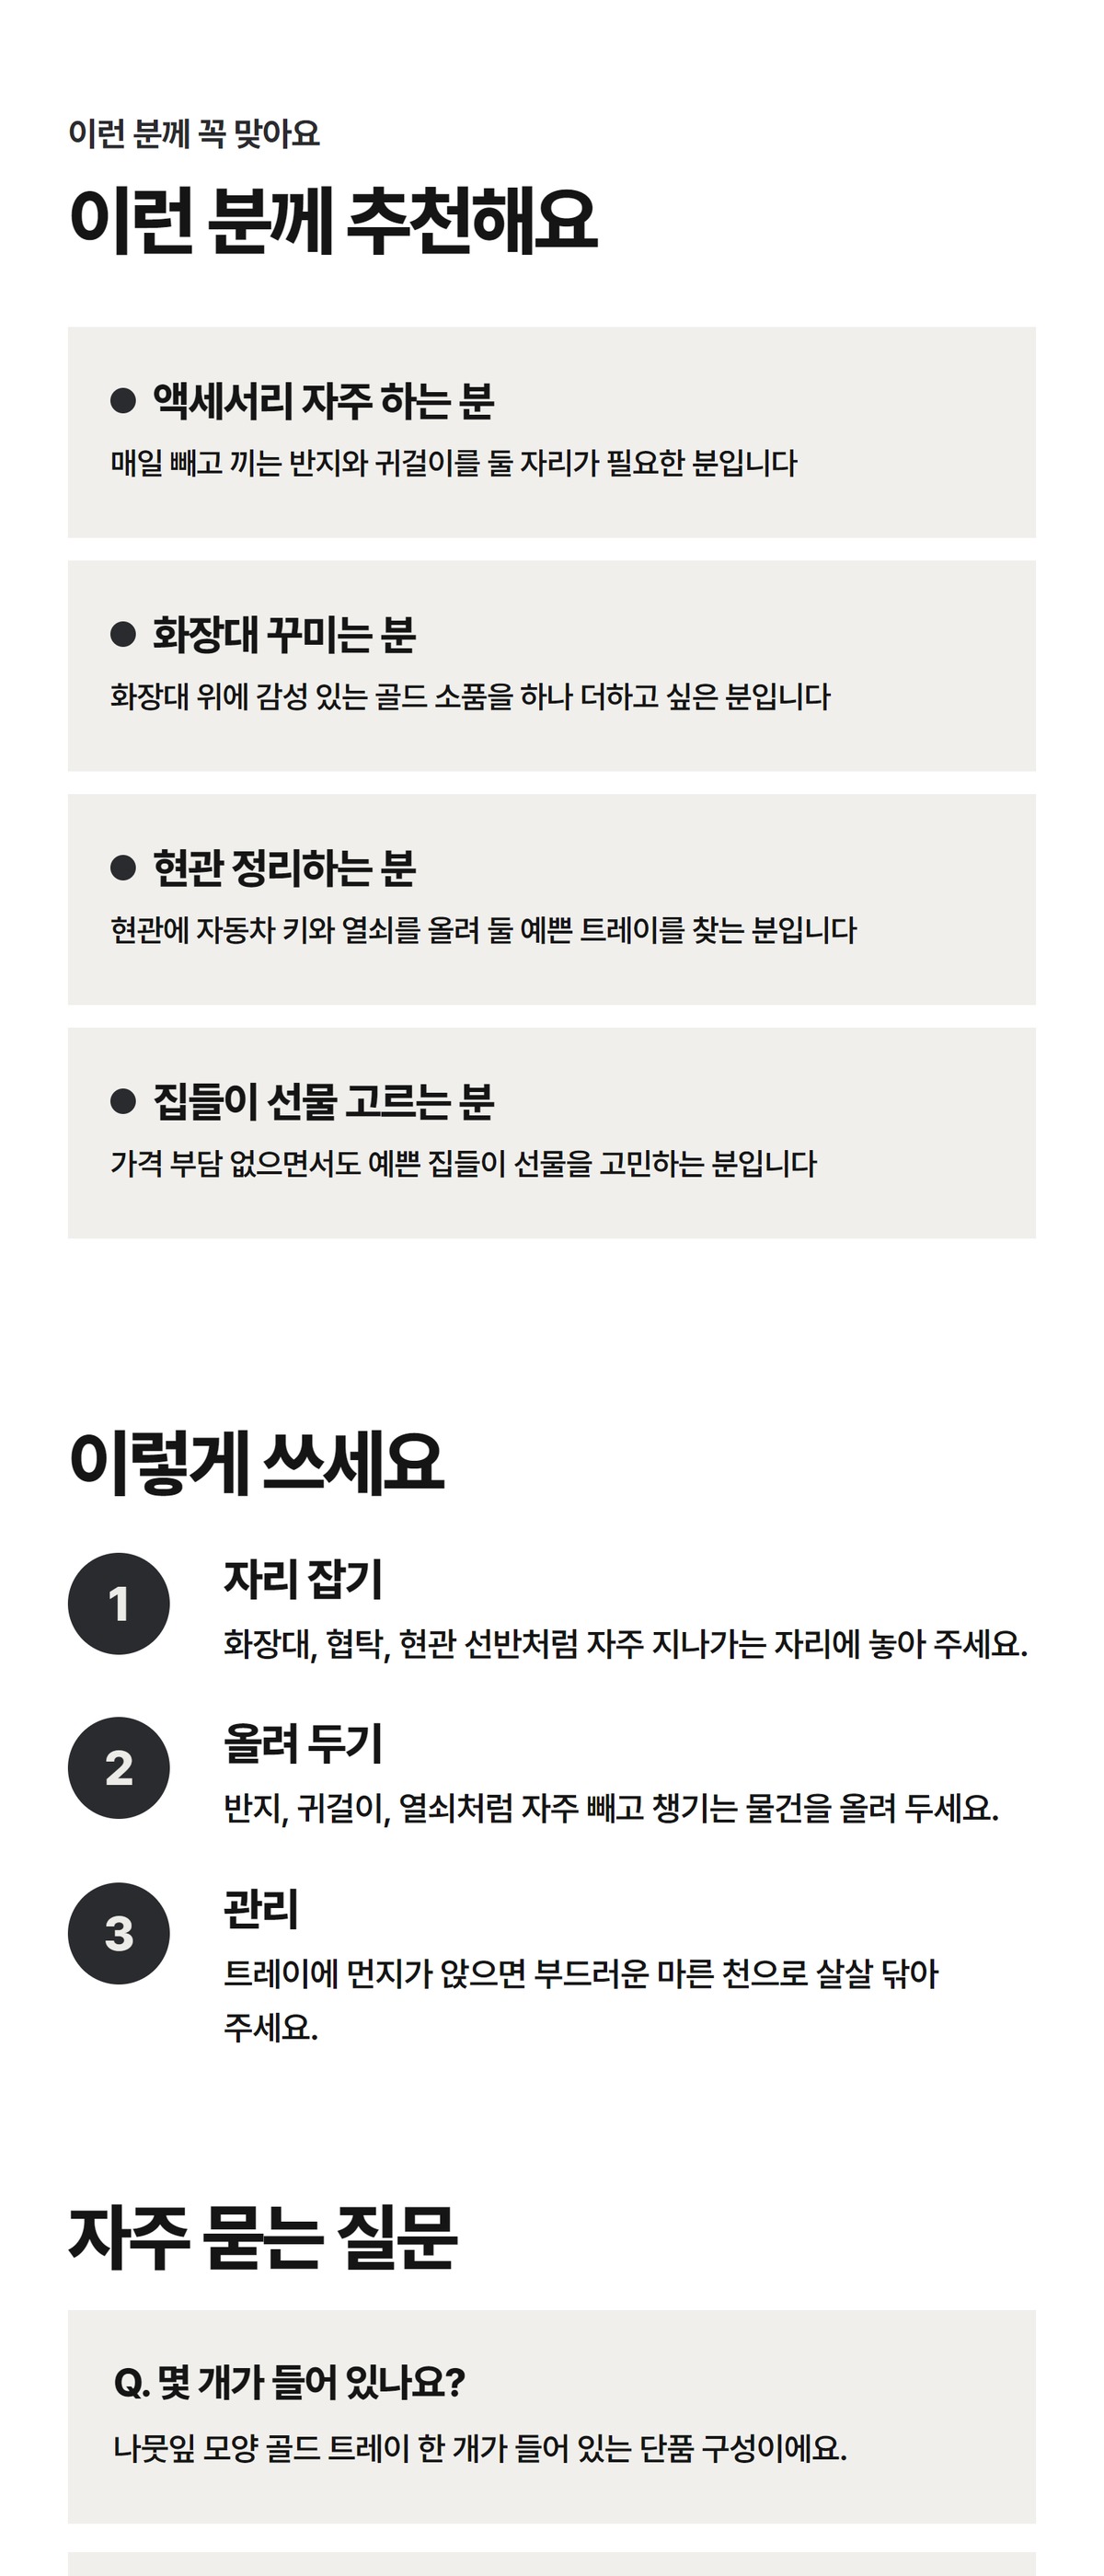 이런 분께 꼭 맞아요
이런 분께 추천해요
액세서리 자주 하는 분
매일 빼고 끼는 반지와 귀걸이를 둘 자리가 필요한 분입니다
화장대 꾸미는 분
화장대 위에 감성 있는 골드 소품을 하나 더하고 싶은 분입니다
현관 정리하는 분
현관에 자동차 키와 열쇠를 올려 둘 예쁜 트레이를 찾는 분입니다
집들이 선물 고르는 분
가격 부담 없으면서도 예쁜 집들이 선물을 고민하는 분입니다
이렇게 쓰세요
1
자리 잡기
화장대, 협탁, 현관 선반처럼 자주 지나가는 자리에 놓아 주세요.
2
올려 두기
반지, 귀걸이, 열쇠처럼 자주 빼고 챙기는 물건을 올려 두세요.
3
관리
트레이에 먼지가 앉으면 부드러운 마른 천으로 살살 닦아
주세요.
자주 묻는 질문
Q. 몇 개가 들어 있나요?
나뭇잎 모양 골드 트레이 한 개가 들어 있는 단품 구성이에요.